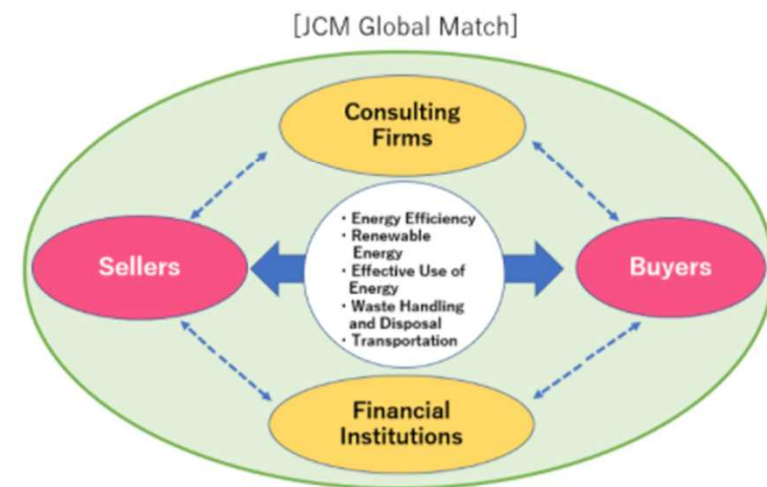 [JCM Global Match]
Consulting
Firms
・Energy Efficiency
・Renewable
Energy
・Effective Use of
Energy
・Waste Handling
and Disposal
・Transportation
Sellers
Buyers
Financial
Institutions